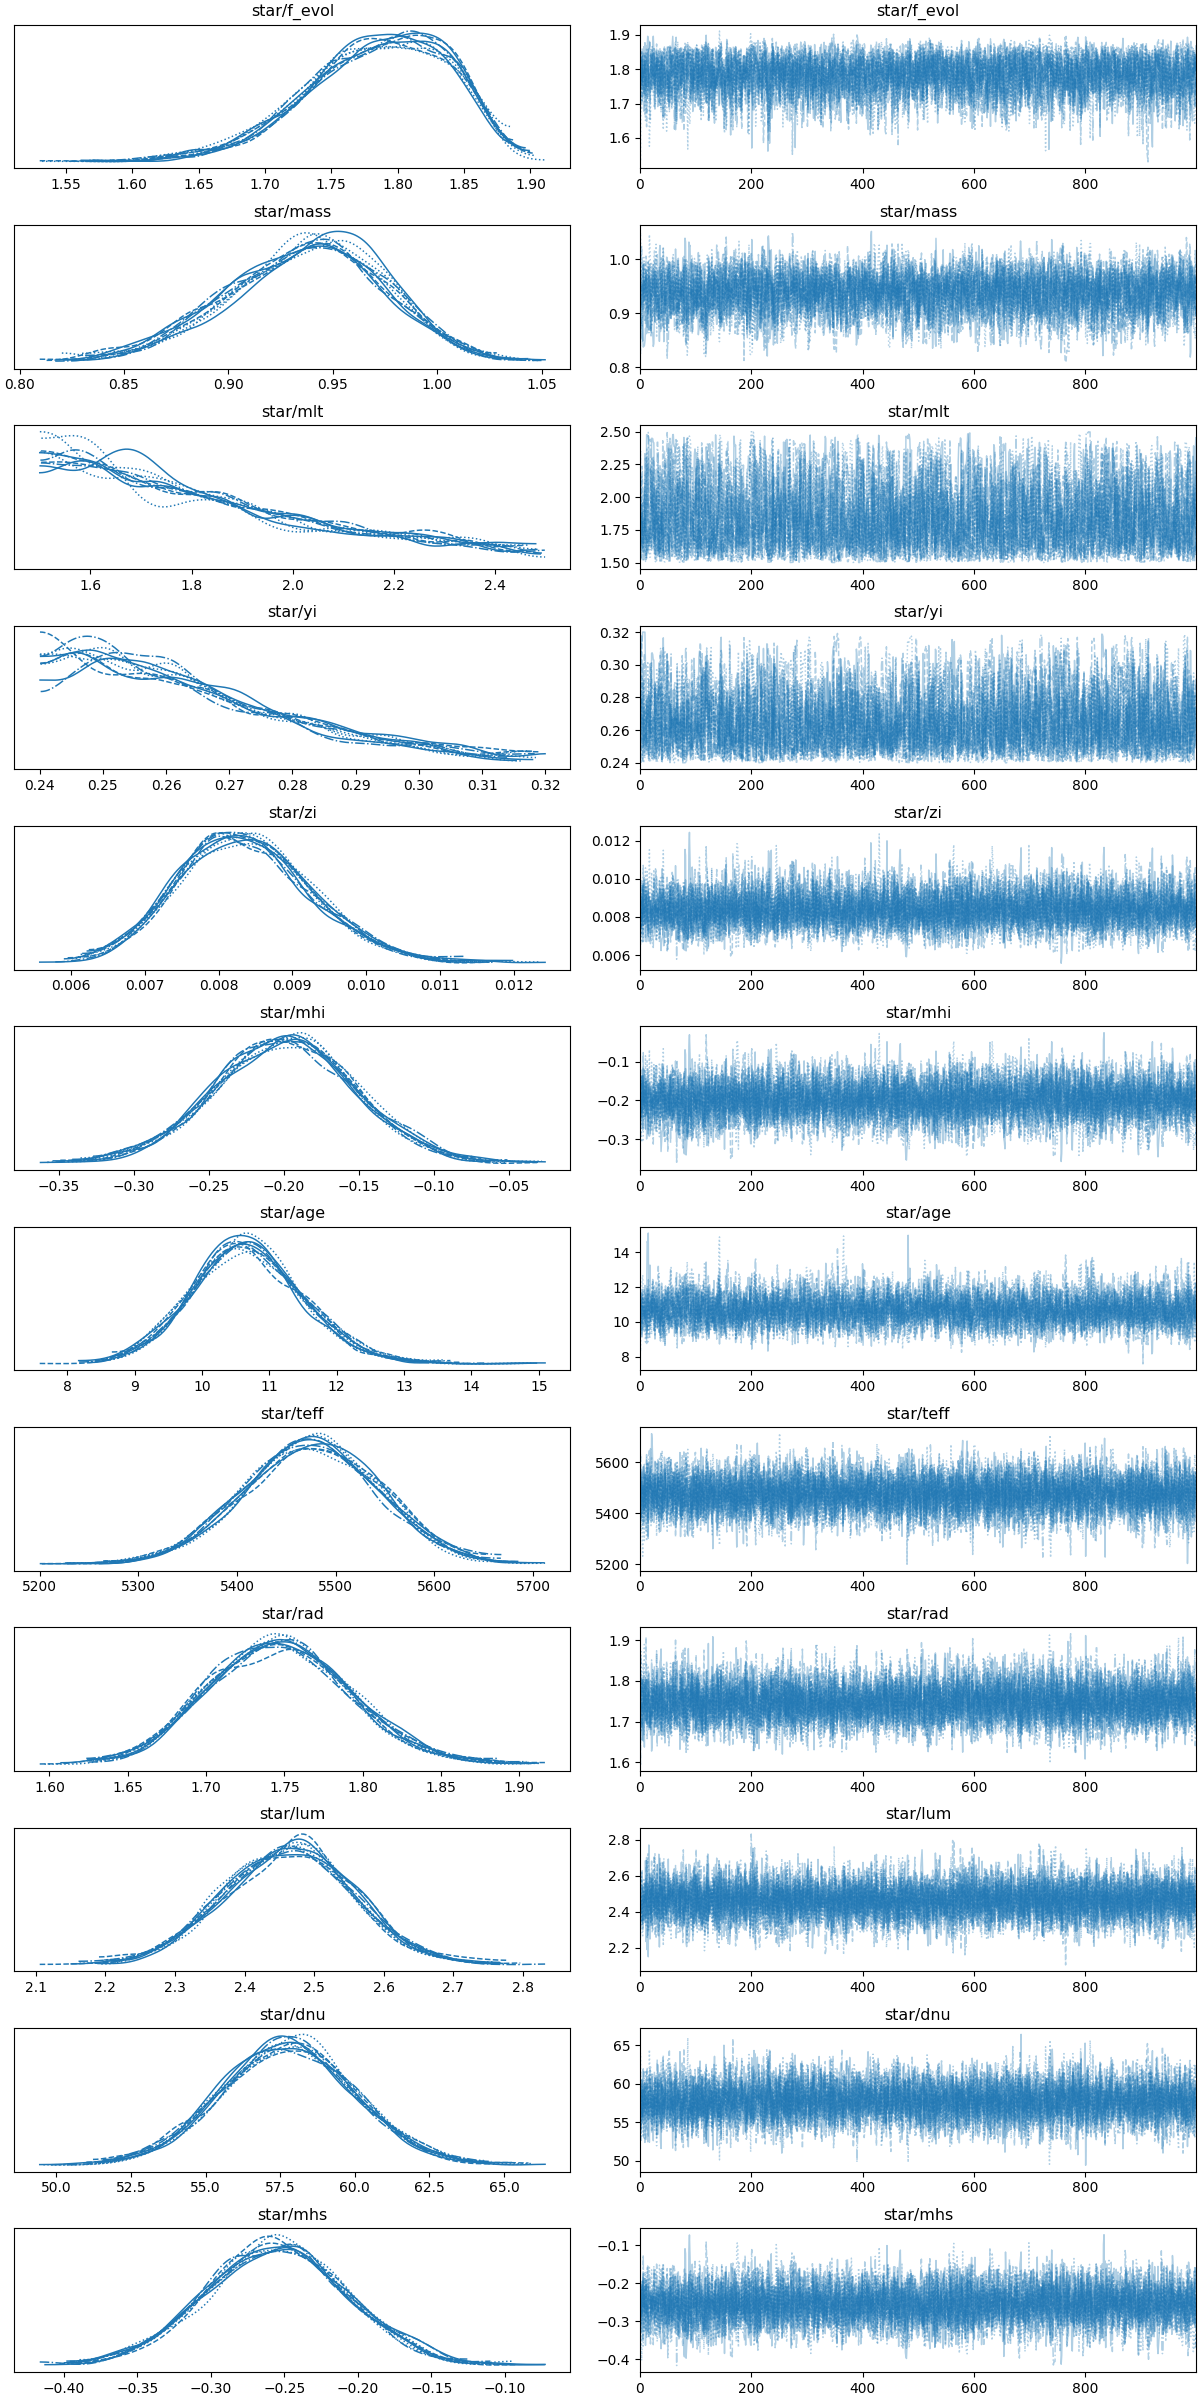 star/f_evol
1.55 1.60 1.65 1.70 1.75 1.80 1.85 1.90
star/f_evol
1.9
1.8
1.7
1.6
0 200 400 600 800
star/mass
0.80 0.85 0.90 0.95 1.00 1.05
star/mass
1.0
0.9
0.8
0 200 400 600 800
star/mlt
1.6 1.8 2.0 2.2 2.4
star/mlt
2.50
2.25
2.00
1.75
1.50
0 200 400 600 800
star/yi
0.24 0.25 0.26 0.27 0.28 0.29 0.30 0.31 0.32
star/yi
0.32
0.30
0.28
0.26
0.24
0 200 400 600 800
star/zi
0.006 0.007 0.008 0.009 0.010 0.011 0.012
star/zi
0.012
0.010
0.008
0.006
0 200 400 600 800
star/mhi
−0.35 −0.30 −0.25 −0.20 −0.15 −0.10 −0.05
star/mhi
−0.1
−0.2
−0.3
0 200 400 600 800
star/age
8 9 10 11 12 13 14 15
star/age
14
12
10
8
0 200 400 600 800
star/teff
5200 5300 5400 5500 5600 5700
star/teff
5600
5400
5200
0 200 400 600 800
star/rad
1.60 1.65 1.70 1.75 1.80 1.85 1.90
star/rad
1.9
1.8
1.7
1.6
0 200 400 600 800
star/lum
2.1 2.2 2.3 2.4 2.5 2.6 2.7 2.8
star/lum
2.8
2.6
2.4
2.2
0 200 400 600 800
star/dnu
50.0 52.5 55.0 57.5 60.0 62.5 65.0
star/dnu
65
60
55
50
0 200 400 600 800
star/mhs
−0.40 −0.35 −0.30 −0.25 −0.20 −0.15 −0.10
star/mhs
−0.1
−0.2
−0.3
−0.4
0 200 400 600 800